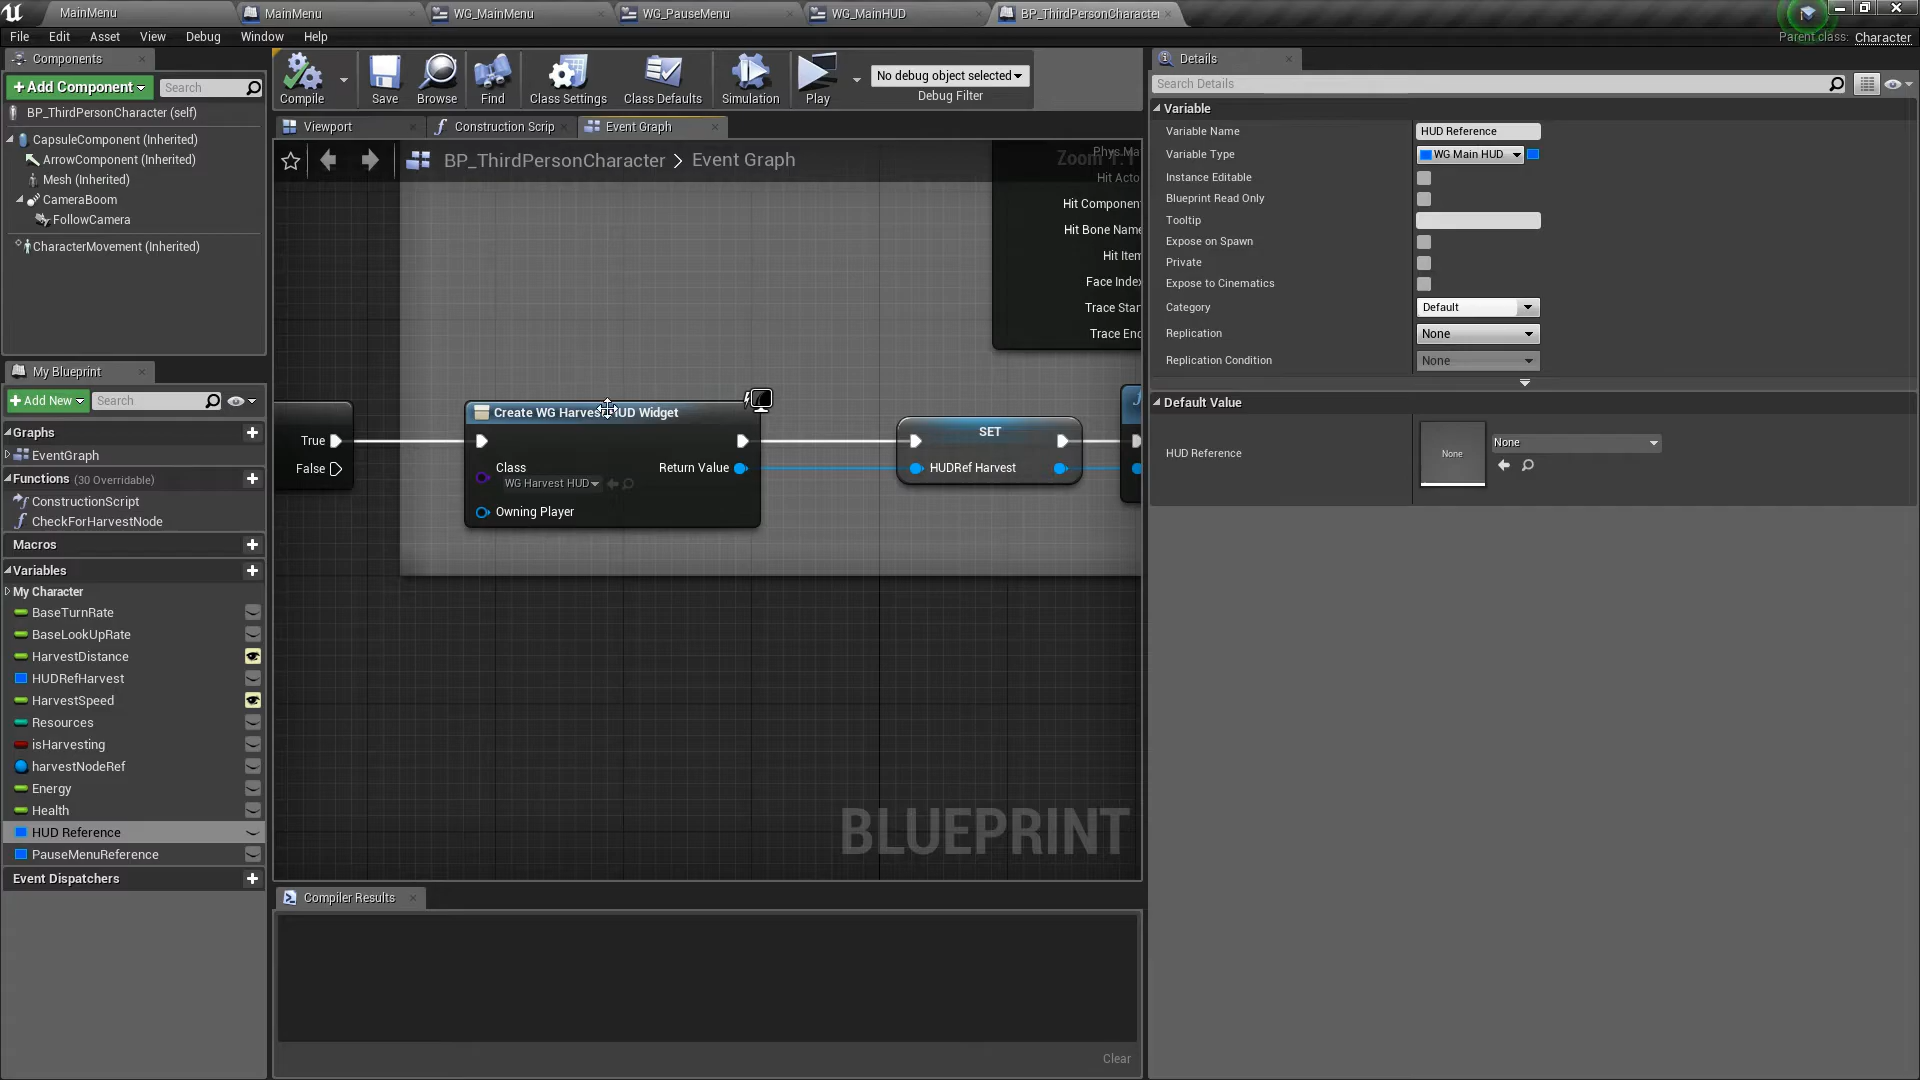 MainMenu
MainMenu
WG_MainMenu
WG_PauseMenu
WG_MainHUD
BP_ThirdPersonCharacter
File Edit Asset View Debug Window Help
Parent class: Character
Components
+ Add Component
Search
BP_ThirdPersonCharacter (self)
CapsuleComponent (Inherited)
ArrowComponent (Inherited)
Mesh (Inherited)
CameraBoom
FollowCamera
CharacterMovement (Inherited)
My Blueprint
+ Add New
Search
Graphs
EventGraph
Functions (30 Overridable)
ConstructionScript
CheckForHarvestNode
Macros
Variables
My Character
BaseTurnRate
BaseLookUpRate
HarvestDistance
HUDRefHarvest
HarvestSpeed
Resources
isHarvesting
harvestNodeRef
Energy
Health
HUD Reference
PauseMenuReference
Event Dispatchers
Compile
Save
Browse
Find
Class Settings
Class Defaults
Simulation
Play
No debug object selected
Debug Filter
Viewport
Construction Scrip
Event Graph
BP_ThirdPersonCharacter > Event Graph
Phys Ma
Hit Acto
Hit Componen
Hit Bone Name
Hit Item
Face Index
Trace Star
Trace End
True
False
Create WG Harvest HUD Widget
Class
WG Harvest HUD
Return Value
Owning Player
SET
HUDRef Harvest
BLUEPRINT
Compiler Results
Clear
Details
Search Details
Variable
Variable Name HUD Reference
Variable Type WG Main HUD
Instance Editable
Blueprint Read Only
Tooltip
Expose on Spawn
Private
Expose to Cinematics
Category Default
Replication None
Replication Condition None
Default Value
HUD Reference
None
None